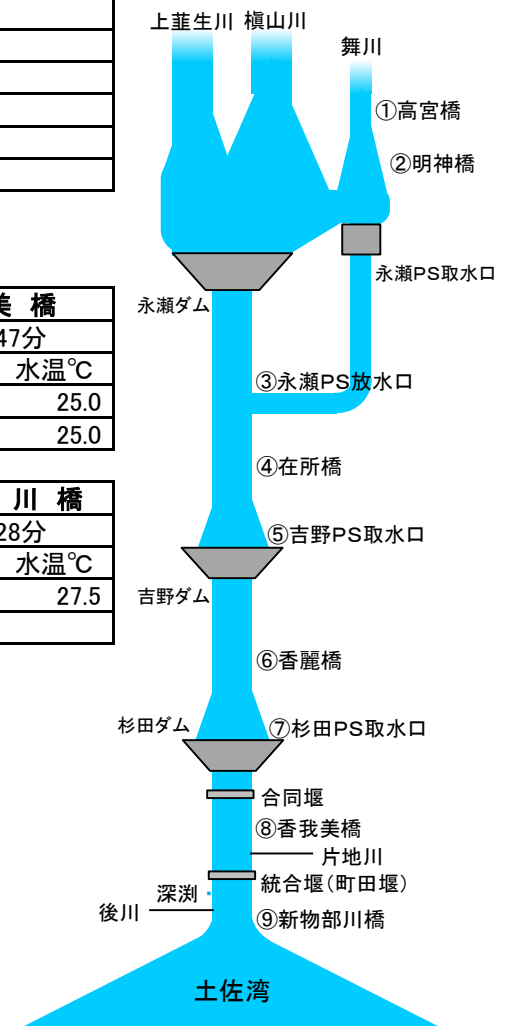 上韮生川 槇山川
舞川
①高宮橋
②明神橋
永瀬PS取水口
永瀬ダム
美 橋
47分
水温℃
25.0
25.0
③永瀬PS放水口
④在所橋
川 橋
28分
水温℃
27.5
⑤吉野PS取水口
吉野ダム
⑥香麗橋
杉田ダム
⑦杉田PS取水口
合同堰
⑧香我美橋
片地川
統合堰(町田堰)
深渕
後川
⑨新物部川橋
土佐湾